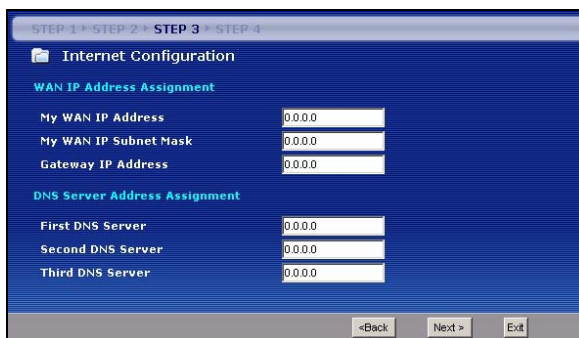 STEP 1 › STEP 2 › STEP 3 › STEP 4
Internet Configuration
WAN IP Address Assignment
My WAN IP Address 0.0.0.0
My WAN IP Subnet Mask 0.0.0.0
Gateway IP Address 0.0.0.0
DNS Server Address Assignment
First DNS Server 0.0.0.0
Second DNS Server 0.0.0.0
Third DNS Server 0.0.0.0
<Back Next > Exit